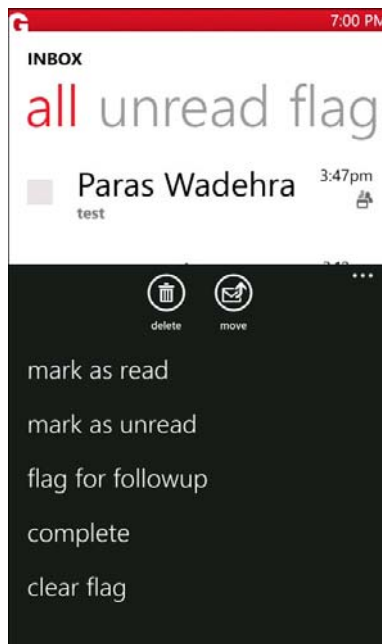 G 7:00 PM
INBOX
all unread flag
Paras Wadehra 3:47pm
test
...
delete move
mark as read
mark as unread
flag for followup
complete
clear flag